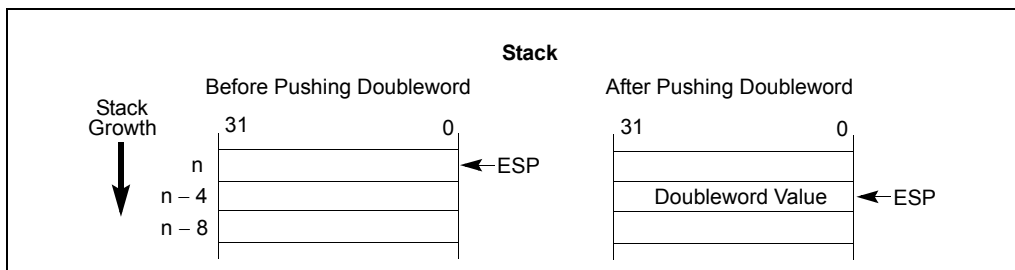 Stack
Before Pushing Doubleword
After Pushing Doubleword
Stack
Growth
31 0
31 0
n
ESP
n – 4
Doubleword Value
ESP
n – 8